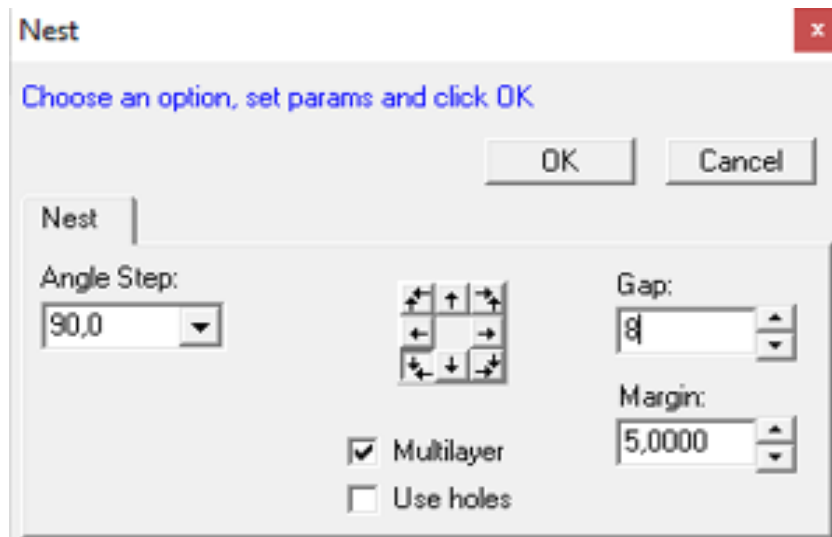 Nest
x
Choose an option, set params and click OK
OK Cancel
Nest
Angle Step:
90,0
Gap:
8
Margin:
5,0000
Multilayer
Use holes